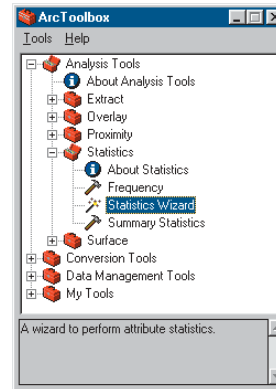 ArcToolbox
Tools Help
Analysis Tools
About Analysis Tools
Extract
Overlay
Proximity
Statistics
About Statistics
Frequency
Statistics Wizard
Summary Statistics
Surface
Conversion Tools
Data Management Tools
My Tools
A wizard to perform attribute statistics.